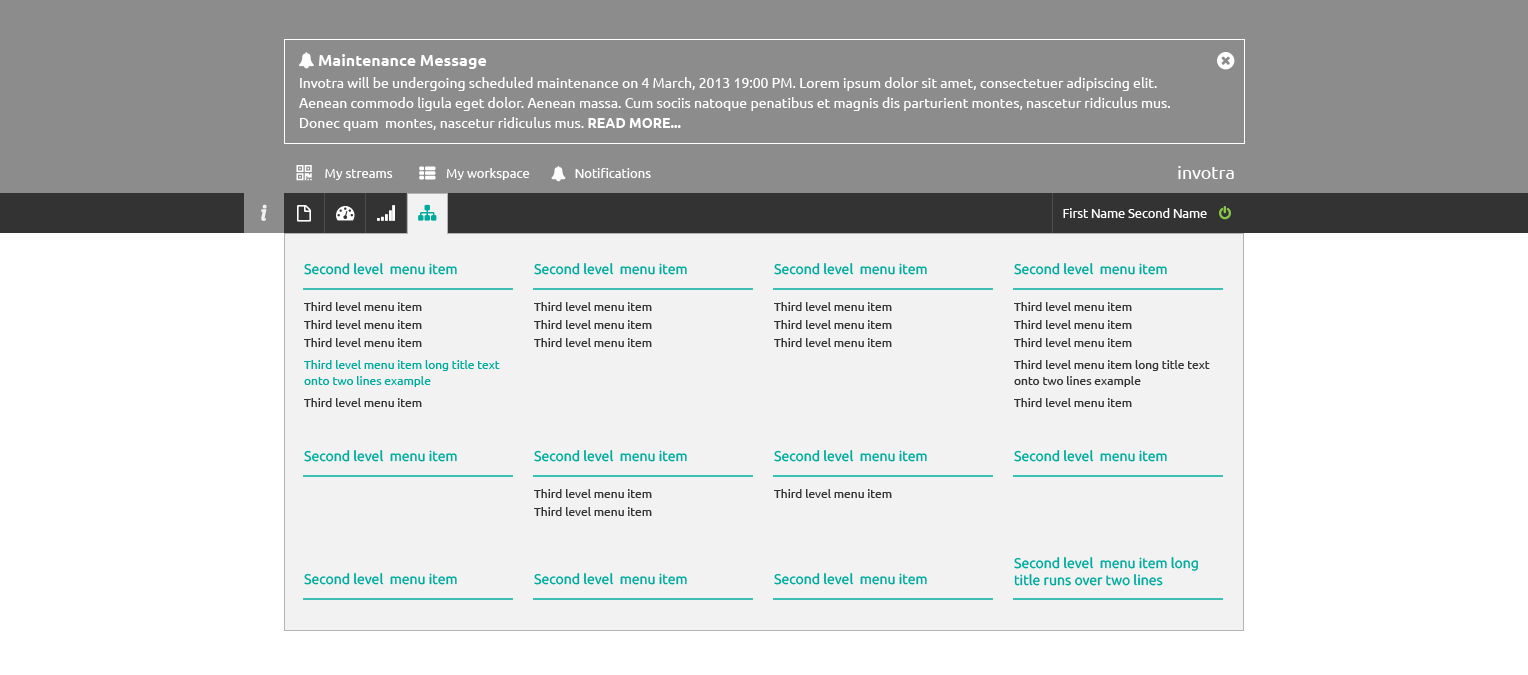 Maintenance Message
Invotra will be undergoing scheduled maintenance on 4 March, 2013 19:00 PM. Lorem ipsum dolor sit amet, consectetuer adipiscing elit.
Aenean commodo ligula eget dolor. Aenean massa. Cum sociis natoque penatibus et magnis dis parturient montes, nascetur ridiculus mus.
Donec quam  montes, nascetur ridiculus mus. READ MORE...
My streams
My workspace
Notifications
invotra
i
First Name Second Name
Second level  menu item
Third level menu item
Third level menu item
Third level menu item
Third level menu item long title text
onto two lines example
Third level menu item
Second level  menu item
Third level menu item
Third level menu item
Third level menu item
Second level  menu item
Third level menu item
Third level menu item
Third level menu item
Second level  menu item
Third level menu item
Third level menu item
Third level menu item
Third level menu item long title text
onto two lines example
Third level menu item
Second level  menu item
Second level  menu item
Third level menu item
Third level menu item
Second level  menu item
Third level menu item
Second level  menu item
Second level  menu item
Second level  menu item
Second level  menu item
Second level  menu item long
title runs over two lines